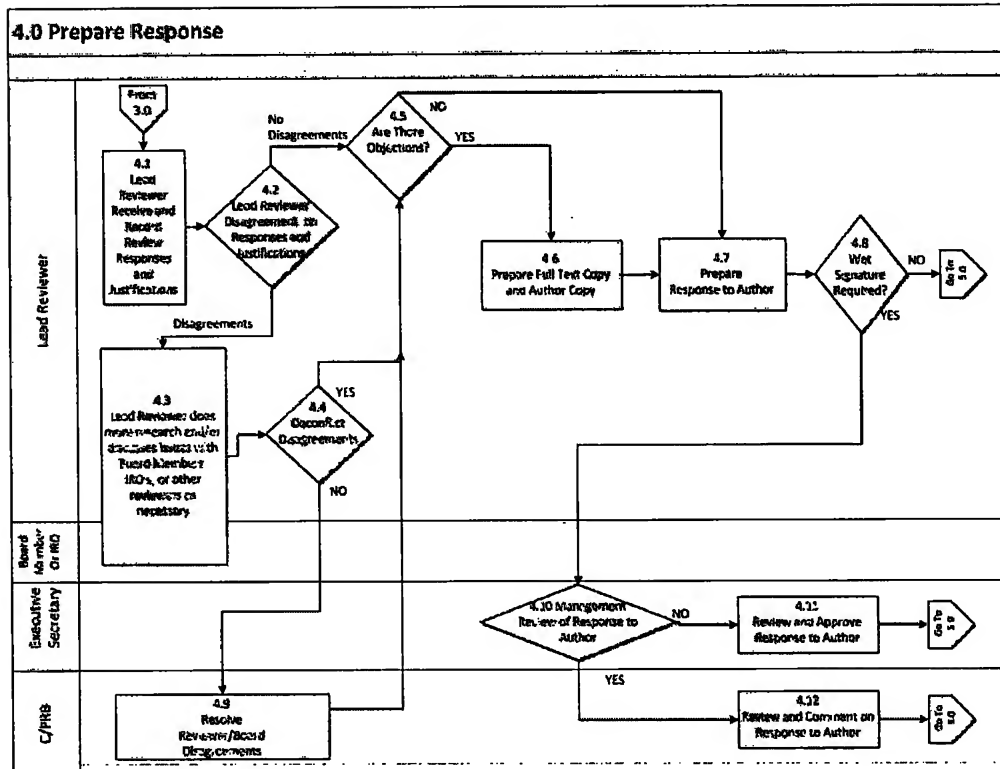 4.0 Prepare Response
Lead Reviewer
From
3.0
4.1
Lead
Reviewer
Receive and
Record
Review
Responses
and
Justifications
4.2
Lead Reviewer
Disagreement on
Responses and
Justifications
No
Disagreements
Disagreements
4.3
Lead Reviewer does
more research and/or
discusses issues with
Board Members
IRO's, or other
reviewers as
necessary
4.4
Deconflict
Disagreements
YES
NO
4.5
Are There
Objections?
NO
YES
4.6
Prepare Full Text Copy
and Author Copy
4.7
Prepare
Response to Author
4.8
Wet
Signature
Required?
NO
YES
Go To
5.0
Board
Member
Or IRO
Executive
Secretary
4.10 Management
Review of Response to
Author
NO
YES
4.11
Review and Approve
Response to Author
Go To
5.0
C/PRB
4.9
Resolve
Reviewer/Board
Disagreements
4.12
Review and Comment on
Response to Author
Go To
5.0